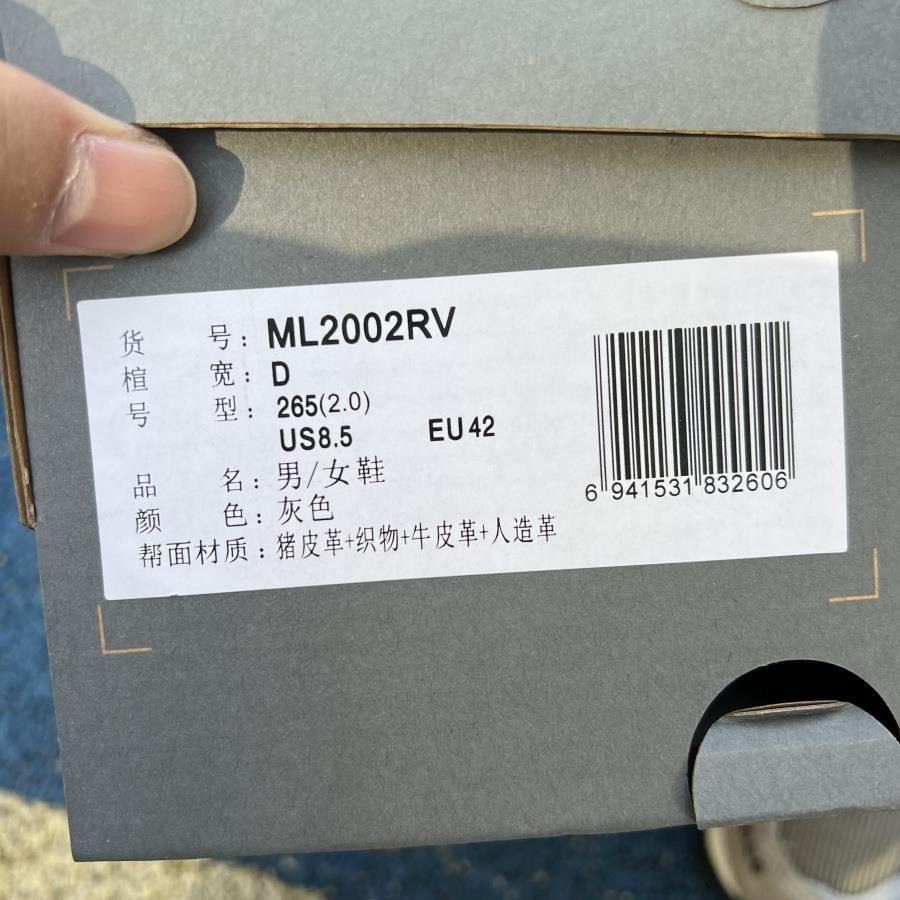 货号：ML2002RV
楦宽：D
号型：265(2.0)
US8.5 EU 42
品名：男/女鞋
颜色：灰色
帮面材质：猪皮革+织物+牛皮革+人造革
6 941531 832606